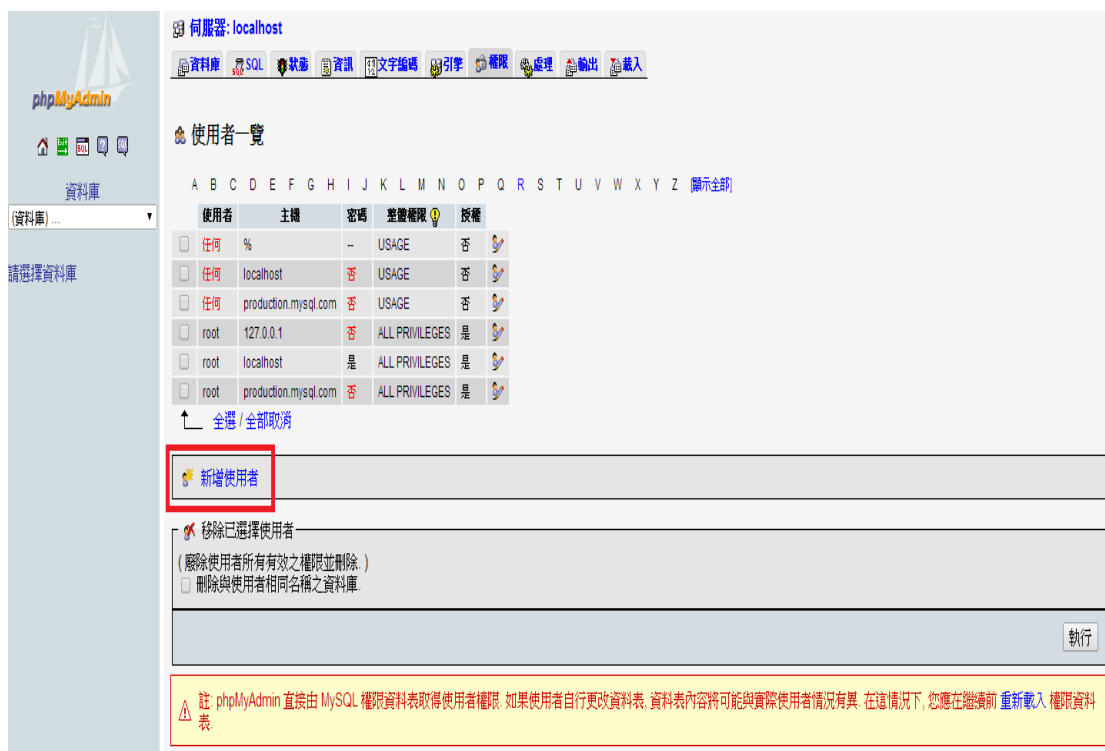 伺服器: localhost
資料庫 SQL 狀態 資訊 文字編碼 引擎 權限 處理 輸出 載入
phpMyAdmin
使用者一覽
資料庫
(資料庫) ...
請選擇資料庫
A B C D E F G H I J K L M N O P Q R S T U V W X Y Z [顯示全部]
使用者 主機 密碼 整體權限 授權
任何 % -- USAGE 否
任何 localhost 否 USAGE 否
任何 production.mysql.com 否 USAGE 否
root 127.0.0.1 否 ALL PRIVILEGES 是
root localhost 是 ALL PRIVILEGES 是
root production.mysql.com 否 ALL PRIVILEGES 是
全選 / 全部取消
新增使用者
移除已選擇使用者
( 廢除使用者所有有效之權限並刪除. )
刪除與使用者相同名稱之資料庫.
執行
註: phpMyAdmin 直接由 MySQL 權限資料表取得使用者權限. 如果使用者自行更改資料表, 資料表內容將可能與實際使用者情況有異. 在這情況下, 您應在繼續前 重新載入 權限資料
表.